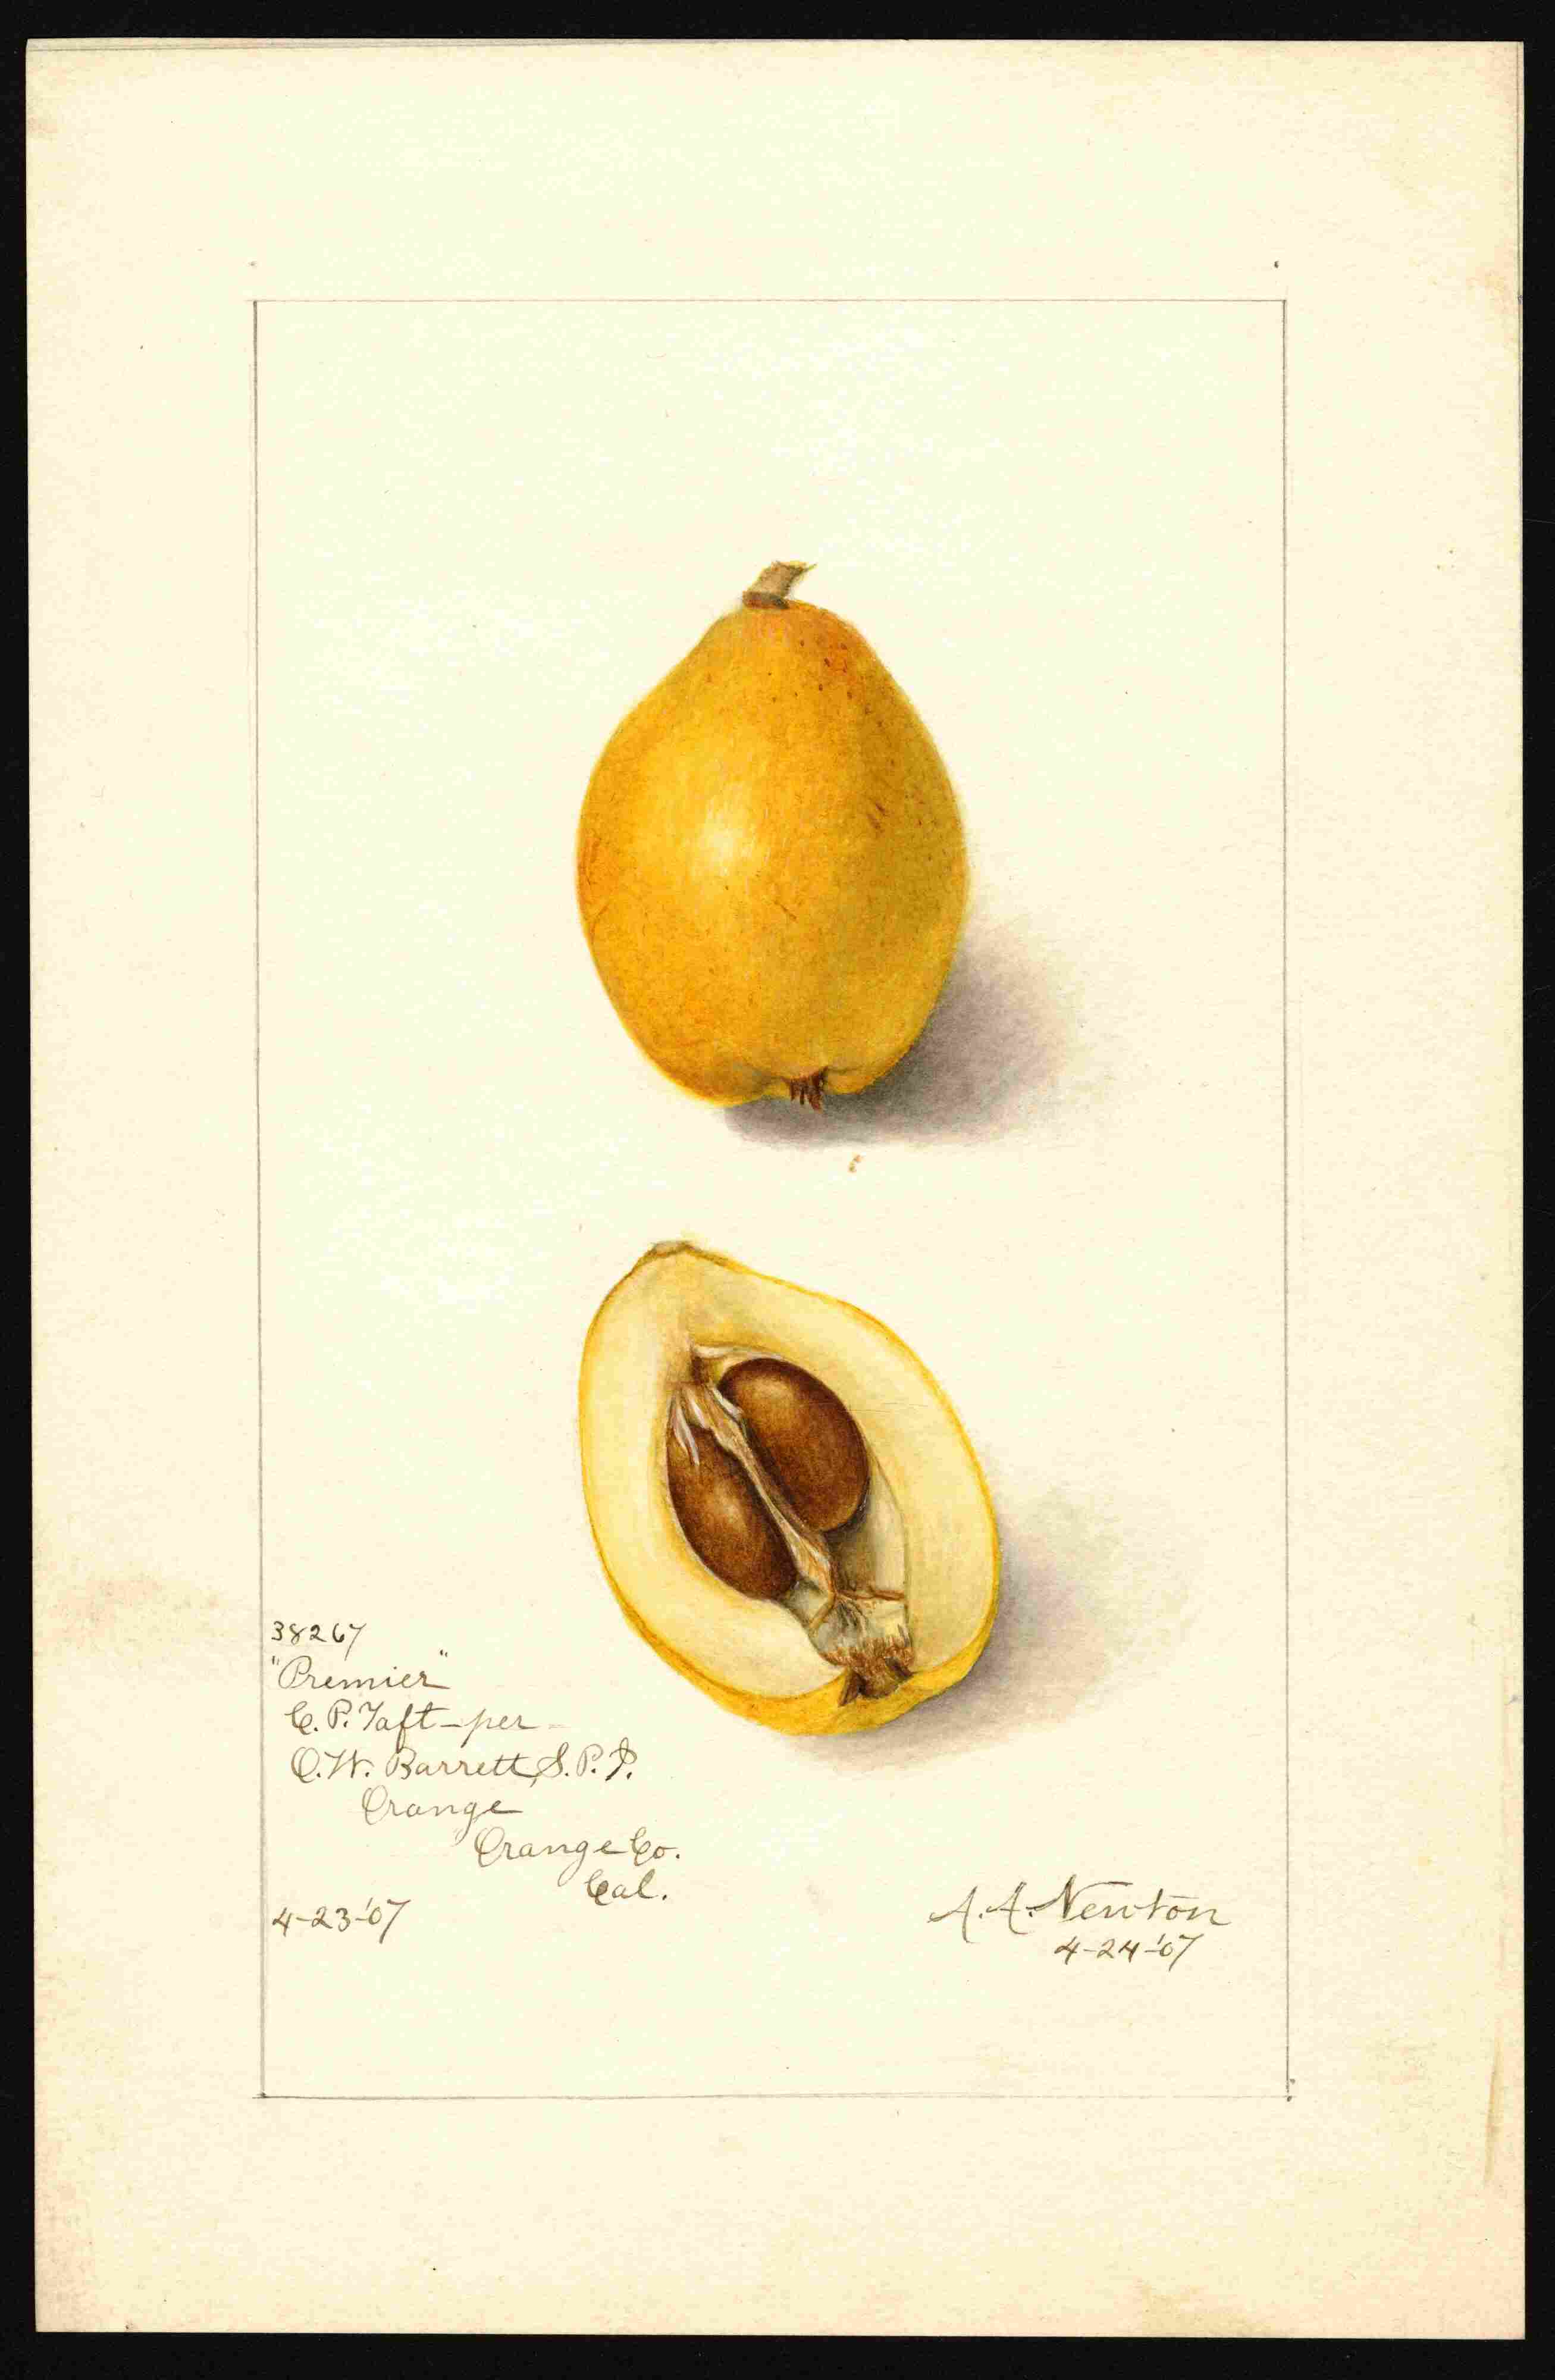 38267
"Premier"
C. P. Taft - per -
O. W. Barrett, S. P. I.
Orange
Orange Co.
Cal.
4-23-'07
A. A. Newton
4-24-'07